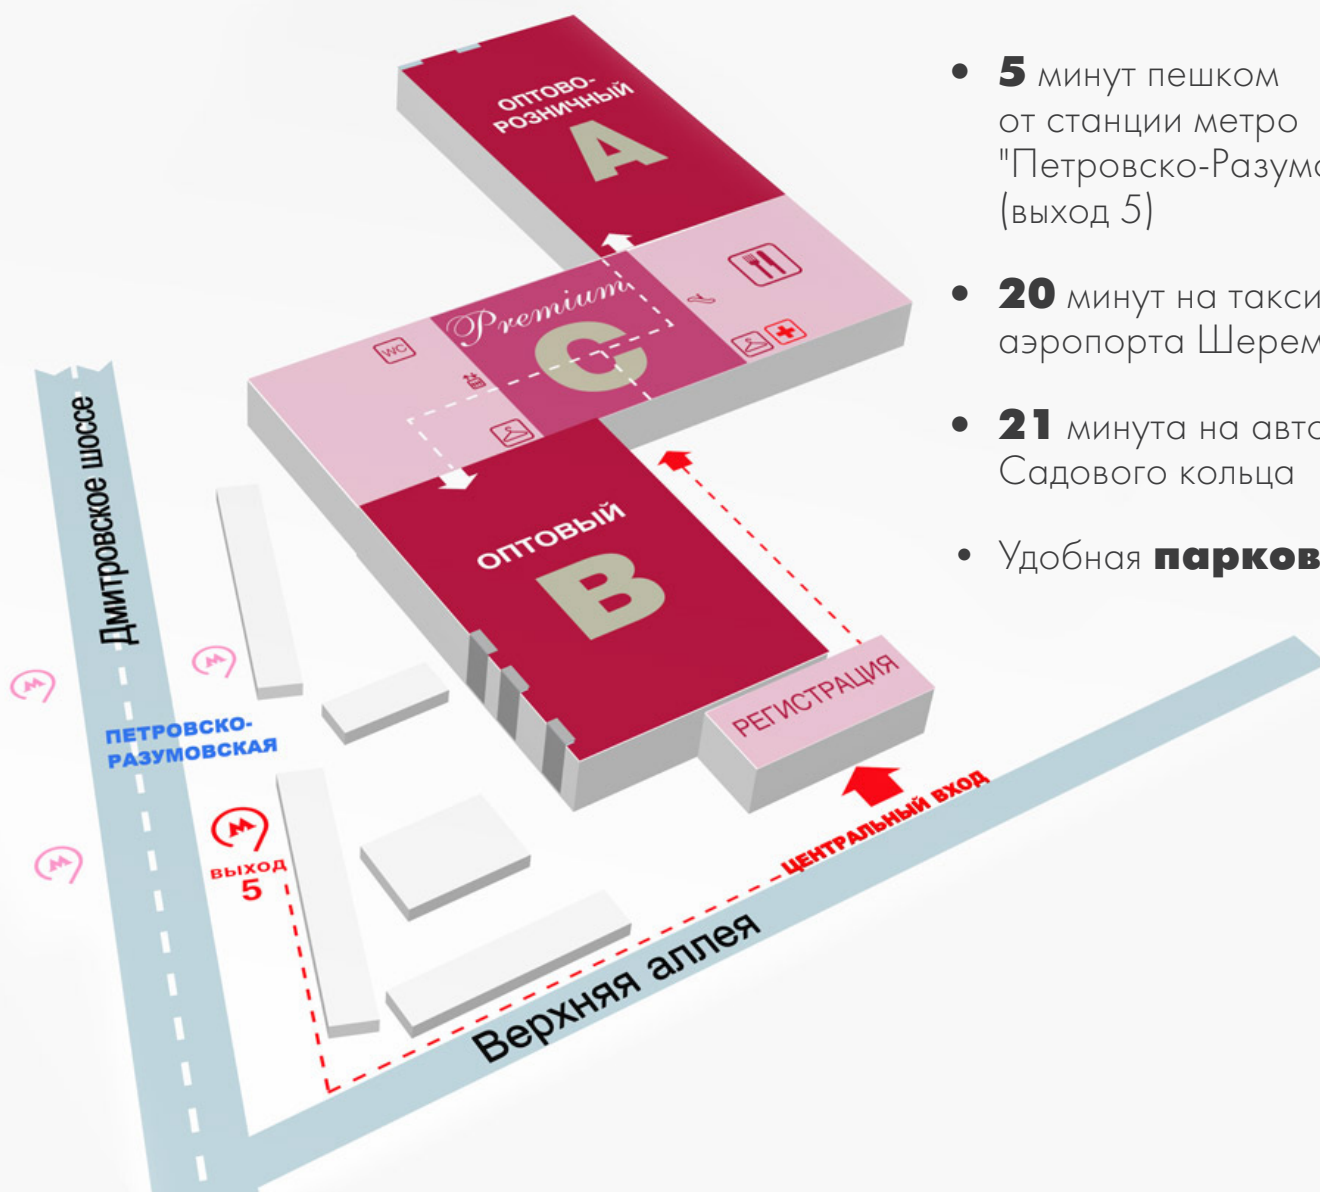 ОПТОВО-
РОЗНИЧНЫЙ
A
Premium
C
WC
ОПТОВЫЙ
B
РЕГИСТРАЦИЯ
ЦЕНТРАЛЬНЫЙ ВХОД
Дмитровское шоссе
ПЕТРОВСКО-
РАЗУМОВСКАЯ
ВЫХОД
5
Верхняя аллея
• 5 минут пешком
от станции метро
"Петровско-Разумо
(выход 5)
• 20 минут на такси
аэропорта Шерем
• 21 минута на авто
Садового кольца
• Удобная парков